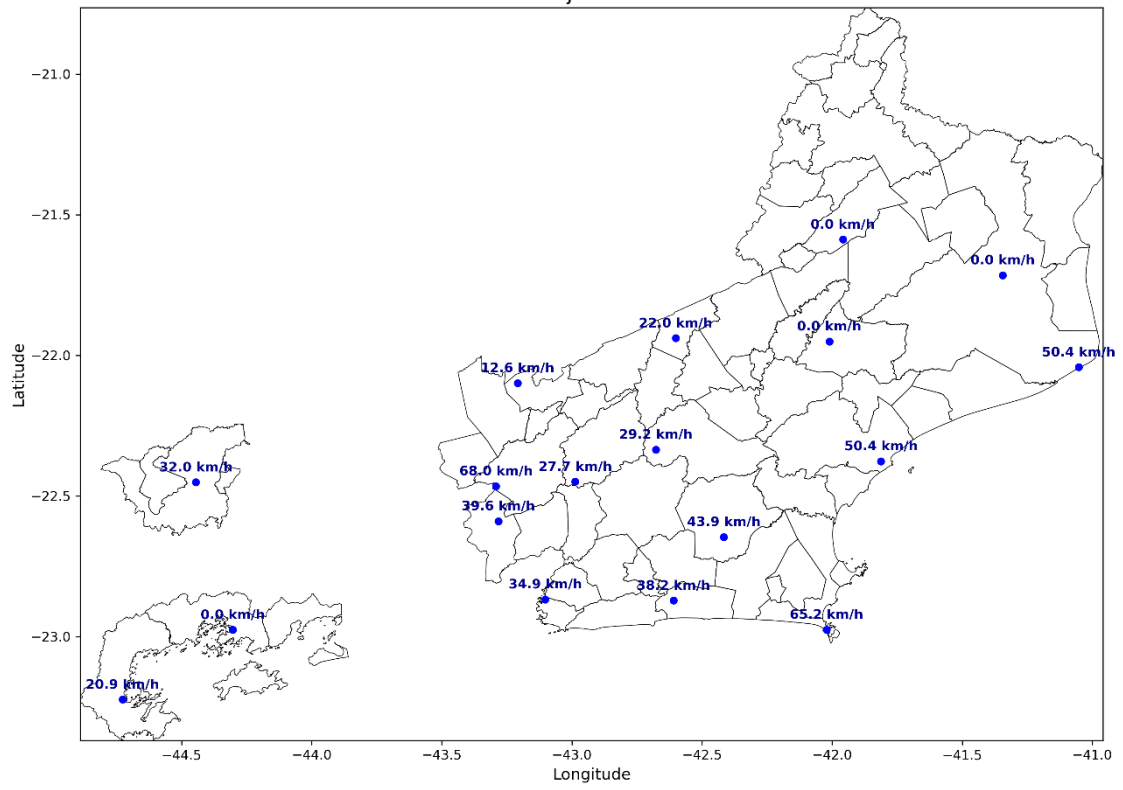 −21.0
−21.5
0.0 km/h
0.0 km/h
22.0 km/h
0.0 km/h
−22.0
50.4 km/h
12.6 km/h
29.2 km/h
50.4 km/h
32.0 km/h
68.0 km/h
27.7 km/h
−22.5
39.6 km/h
43.9 km/h
34.9 km/h
38.2 km/h
0.0 km/h
65.2 km/h
−23.0
20.9 km/h
−44.5
−44.0
−43.5
−43.0
−42.5
−42.0
−41.5
−41.0
Longitude
Latitude